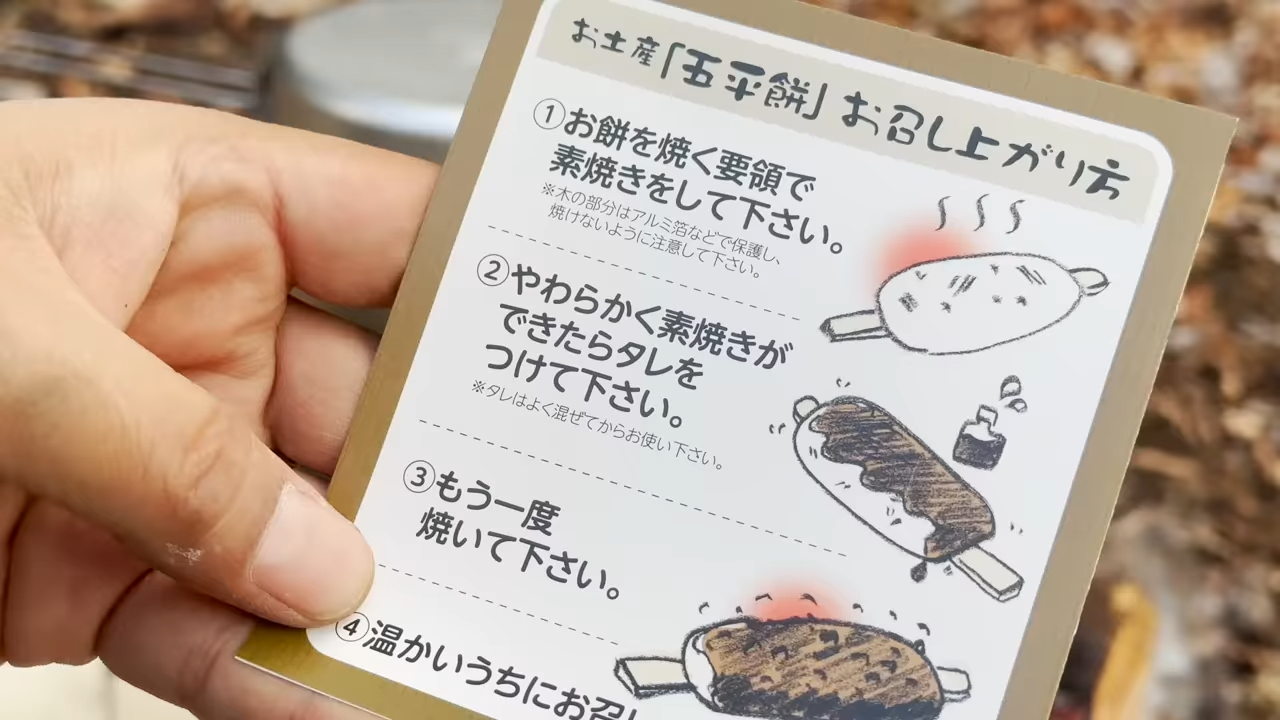 お土産「五平餅」お召し上がり方
①お餅を焼く要領で
素焼きをして下さい。
※木の部分はアルミ箔などで保護し、
焼けないように注意して下さい。
②やわらかく素焼きが
できたらタレを
つけて下さい。
※タレはよく混ぜてからお使い下さい。
③もう一度
焼いて下さい。
④温かいうちにお召し